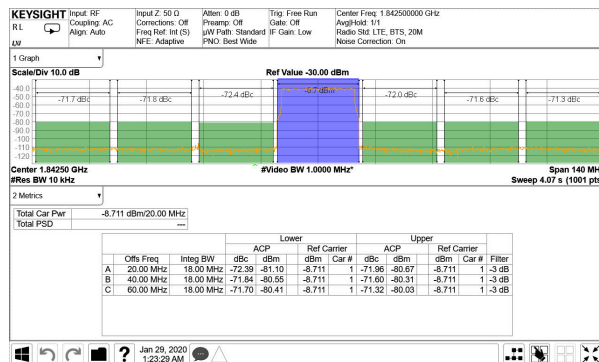 KEYSIGHT Input: RF Input Z: 50 Ω Atten: 0 dB Trig: Free Run Center Freq: 1.842500000 GHz
RL Coupling: AC Corrections: Off Preamp: Off Gate: Off Avg|Hold: 1/1
Align: Auto Freq Ref: Int (S) µW Path: Standard IF Gain: Low Radio Std: LTE, BTS, 20M
LXI NFE: Adaptive PNO: Best Wide Noise Correction: On
1 Graph
Scale/Div 10.0 dB Ref Value -30.00 dBm
-40.0
-50.0
-60.0
-70.0
-80.0
-90.0
-100
-110
-120
-71.7 dBc -71.8 dBc -72.4 dBc -8.7 dBm -72.0 dBc -71.6 dBc -71.3 dBc
Center 1.84250 GHz #Video BW 1.0000 MHz* Span 140 MH
#Res BW 10 kHz Sweep 4.07 s (1001 pts
2 Metrics
Total Car Pwr -8.711 dBm/20.00 MHz
Total PSD ---
Lower Upper
ACP Ref Carrier ACP Ref Carrier
Offs Freq Integ BW dBc dBm dBm Car # dBc dBm dBm Car # Filter
A 20.00 MHz 18.00 MHz -72.39 -81.10 -8.711 1 -71.96 -80.67 -8.711 1 -3 dB
B 40.00 MHz 18.00 MHz -71.84 -80.55 -8.711 1 -71.60 -80.31 -8.711 1 -3 dB
C 60.00 MHz 18.00 MHz -71.70 -80.41 -8.711 1 -71.32 -80.03 -8.711 1 -3 dB
? Jan 29, 2020
1:23:29 AM